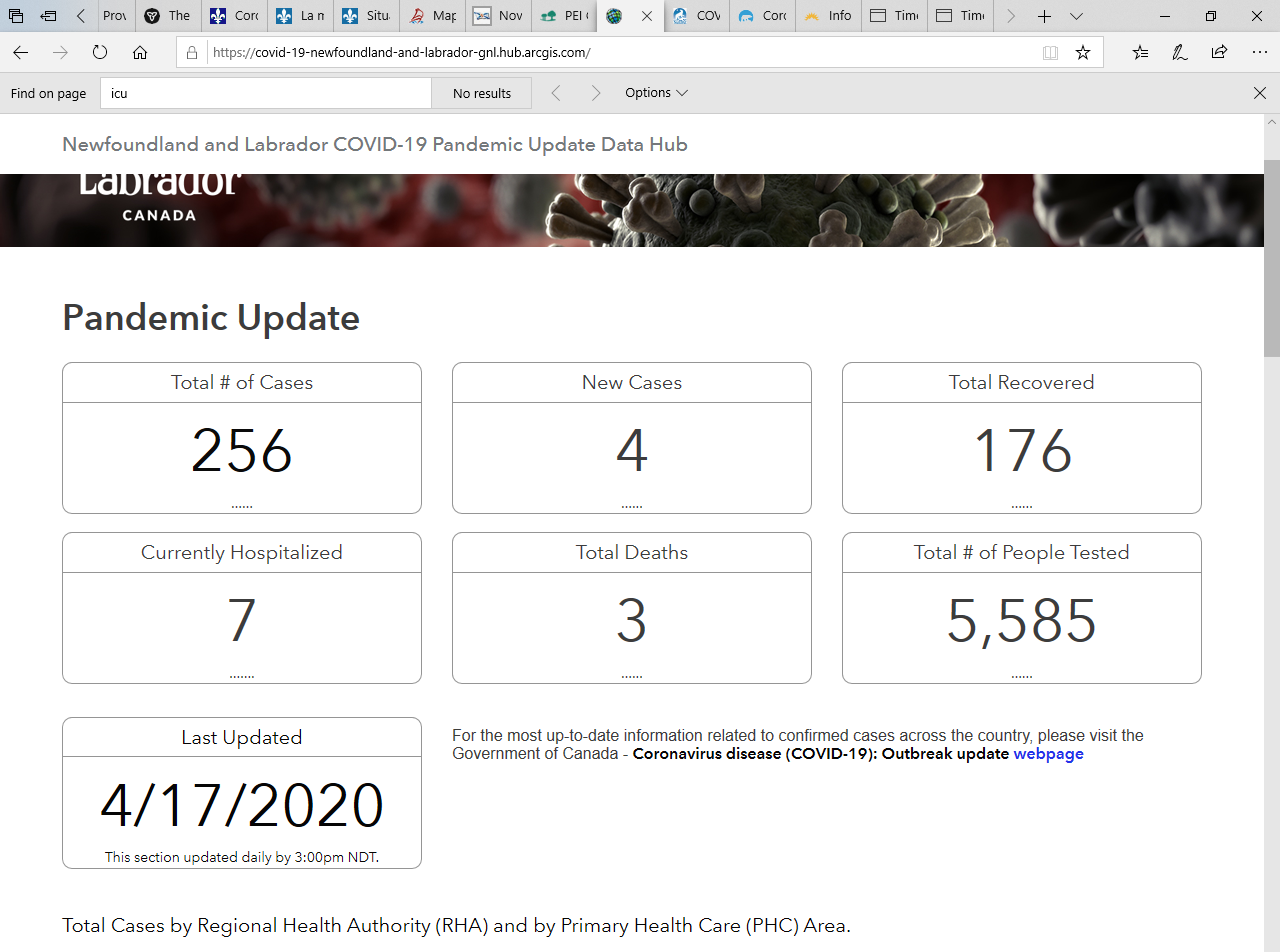 Prov
The
Coro
La m
Situa
Map
Nov
PEI C
COV
Coro
Info
Time
Time
https://covid-19-newfoundland-and-labrador-gnl.hub.arcgis.com/
Find on page
icu
No results
Options
Newfoundland and Labrador COVID-19 Pandemic Update Data Hub
Labrador
CANADA
Pandemic Update
Total # of Cases
256
......
New Cases
4
......
Total Recovered
176
......
Currently Hospitalized
7
.......
Total Deaths
3
......
Total # of People Tested
5,585
......
Last Updated
4/17/2020
This section updated daily by 3:00pm NDT.
For the most up-to-date information related to confirmed cases across the country, please visit the
Government of Canada - Coronavirus disease (COVID-19): Outbreak update webpage
Total Cases by Regional Health Authority (RHA) and by Primary Health Care (PHC) Area.